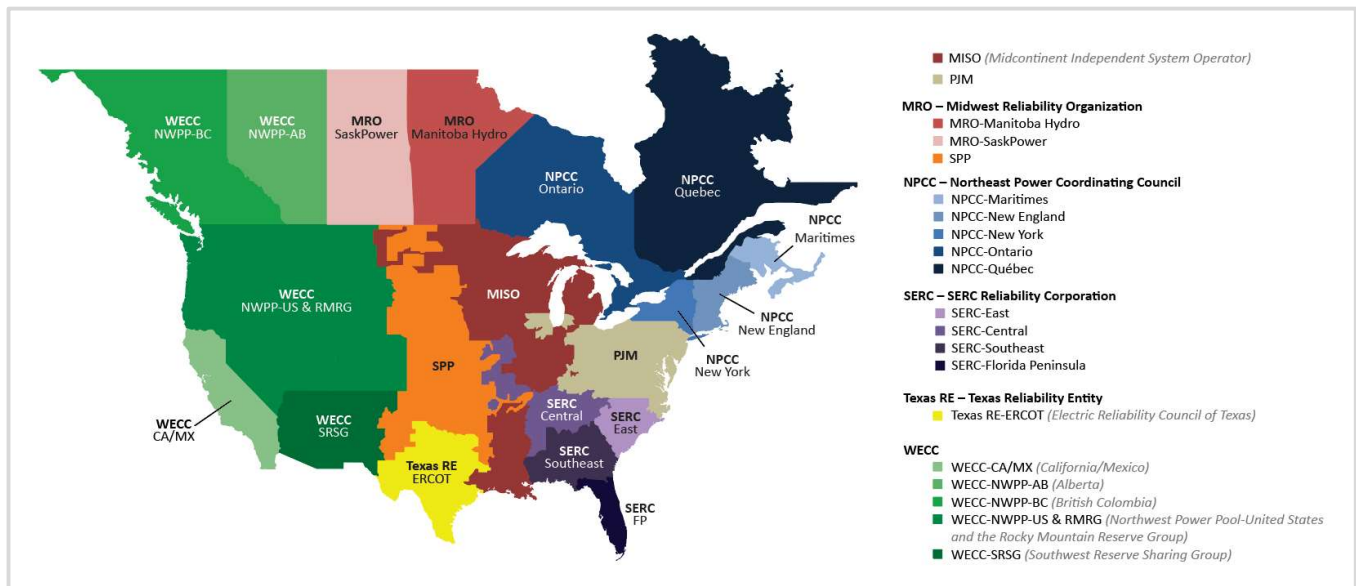 WECC
NWPP-BC
WECC
NWPP-AB
MRO
SaskPower
MRO
Manitoba Hydro
NPCC
Ontario
NPCC
Quebec
NPCC
Maritimes
WECC
NWPP-US & RMRG
MISO
NPCC
New England
SPP
PJM
NPCC
New York
WECC
CA/MX
WECC
SRSG
SERC
Central
SERC
East
SERC
Southeast
Texas RE
ERCOT
SERC
FP
MISO (Midcontinent Independent System Operator)
PJM
MRO – Midwest Reliability Organization
MRO-Manitoba Hydro
MRO-SaskPower
SPP
NPCC – Northeast Power Coordinating Council
NPCC-Maritimes
NPCC-New England
NPCC-New York
NPCC-Ontario
NPCC-Québec
SERC – SERC Reliability Corporation
SERC-East
SERC-Central
SERC-Southeast
SERC-Florida Peninsula
Texas RE – Texas Reliability Entity
Texas RE-ERCOT (Electric Reliability Council of Texas)
WECC
WECC-CA/MX (California/Mexico)
WECC-NWPP-AB (Alberta)
WECC-NWPP-BC (British Colombia)
WECC-NWPP-US & RMRG (Northwest Power Pool-United States
and the Rocky Mountain Reserve Group)
WECC-SRSG (Southwest Reserve Sharing Group)